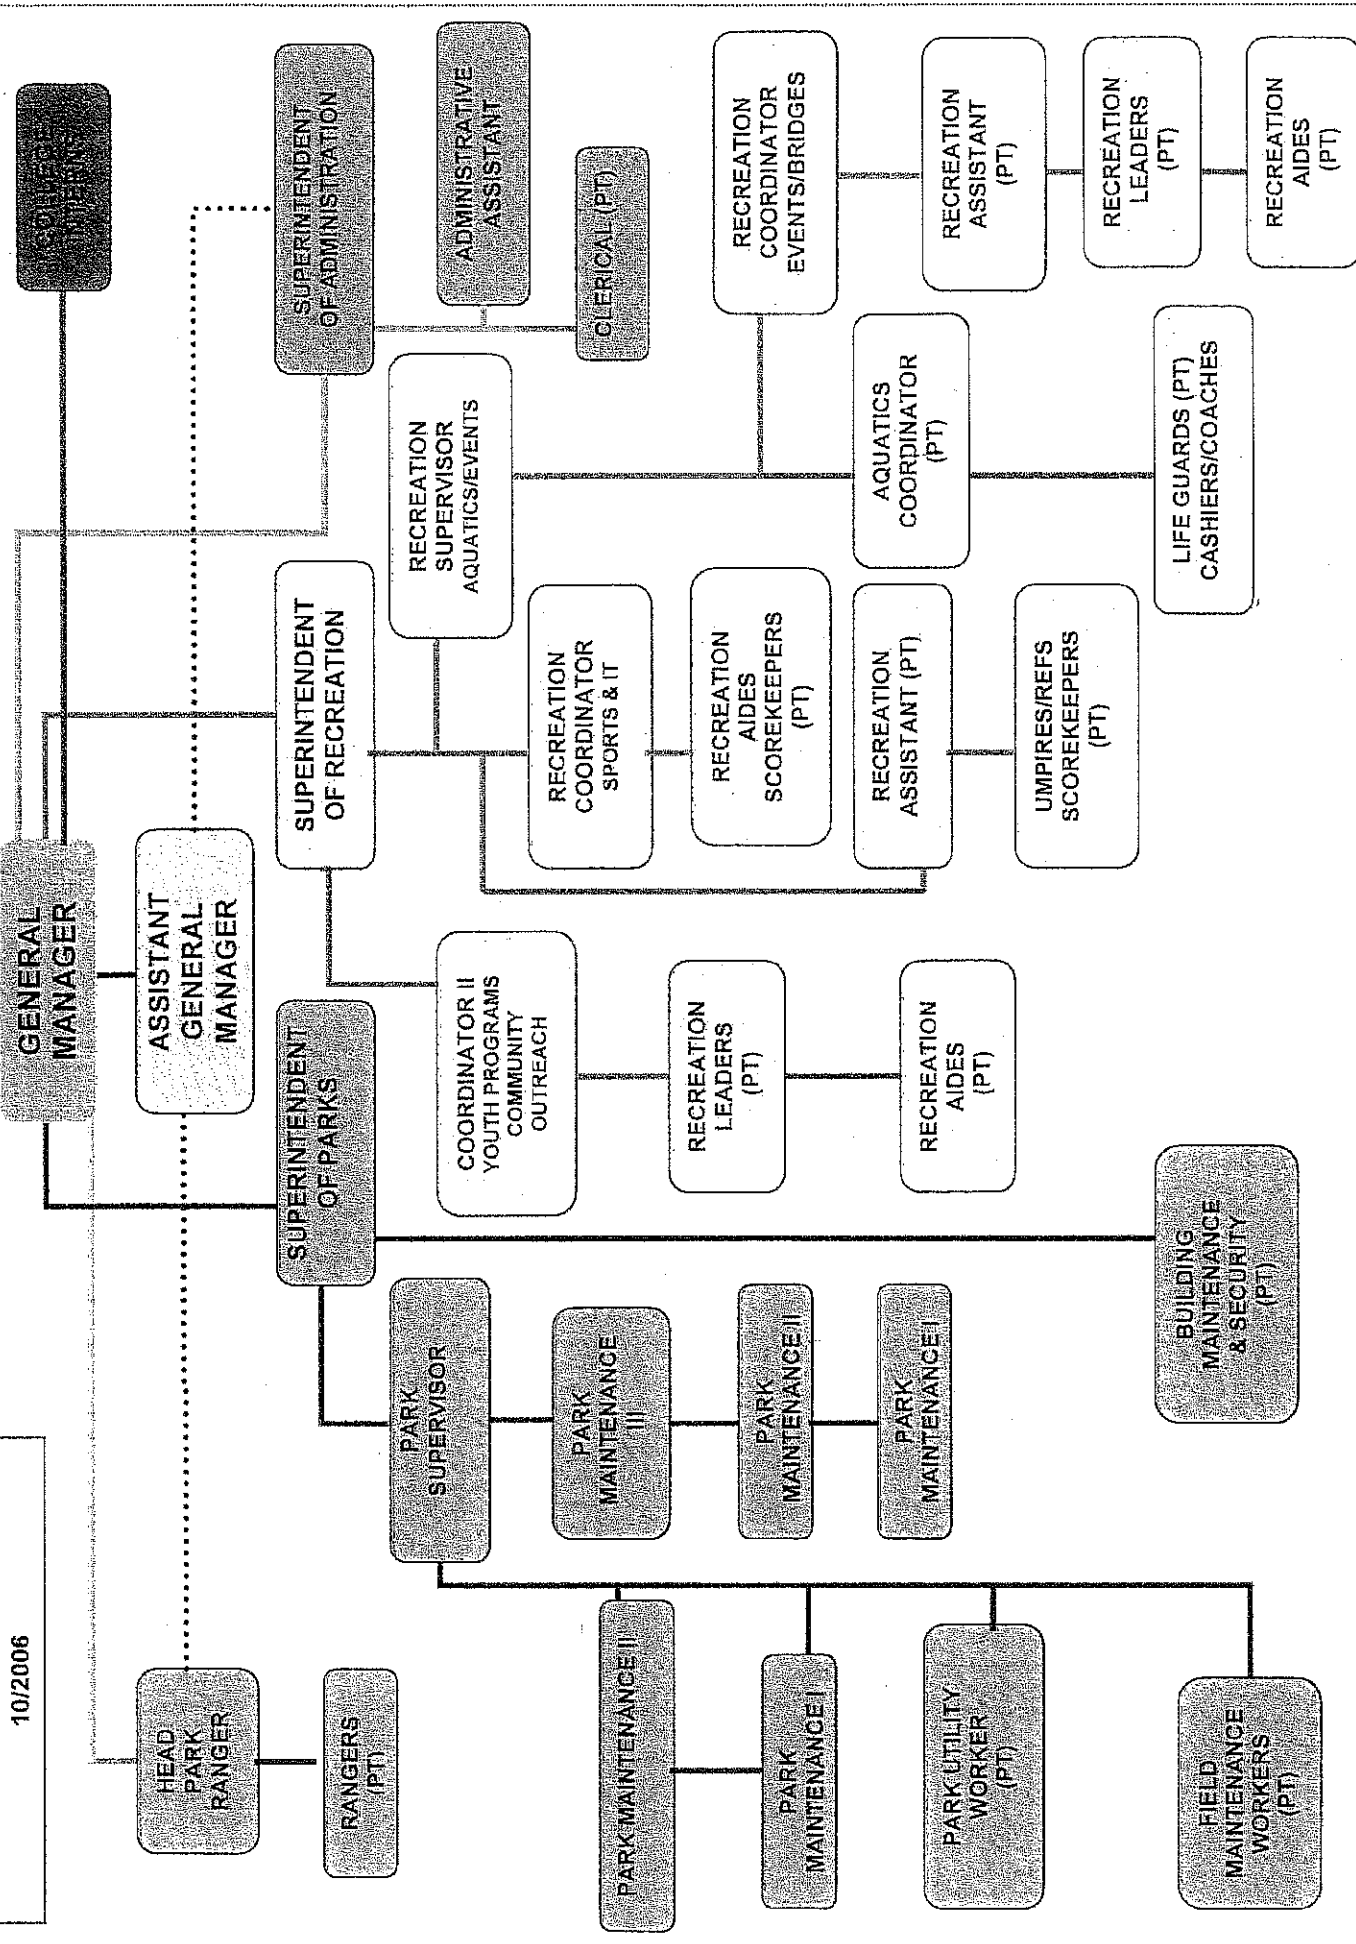 10/2006
GENERAL
MANAGER
COLLEGE
INTERN
ASSISTANT
GENERAL
MANAGER
HEAD
PARK
RANGER
RANGERS
(PT)
SUPERINTENDENT
OF PARKS
SUPERINTENDENT
OF RECREATION
SUPERINTENDENT
OF ADMINISTRATION
ADMINISTRATIVE
ASSISTANT
CLERICAL (PT)
PARK
SUPERVISOR
PARK
MAINTENANCE
III
PARK
MAINTENANCE II
PARK
MAINTENANCE I
PARK MAINTENANCE II
PARK
MAINTENANCE I
PARK UTILITY
WORKER
(PT)
FIELD
MAINTENANCE
WORKERS
(PT)
BUILDING
MAINTENANCE
& SECURITY
(PT)
COORDINATOR II
YOUTH PROGRAMS
COMMUNITY
OUTREACH
RECREATION
LEADERS
(PT)
RECREATION
AIDES
(PT)
RECREATION
SUPERVISOR
AQUATICS/EVENTS
RECREATION
COORDINATOR
SPORTS & IT
RECREATION
AIDES
SCOREKEEPERS
(PT)
RECREATION
ASSISTANT (PT)
UMPIRES/REFS
SCOREKEEPERS
(PT)
AQUATICS
COORDINATOR
(PT)
LIFE GUARDS (PT)
CASHIERS/COACHES
RECREATION
COORDINATOR
EVENTS/BRIDGES
RECREATION
ASSISTANT
(PT)
RECREATION
LEADERS
(PT)
RECREATION
AIDES
(PT)